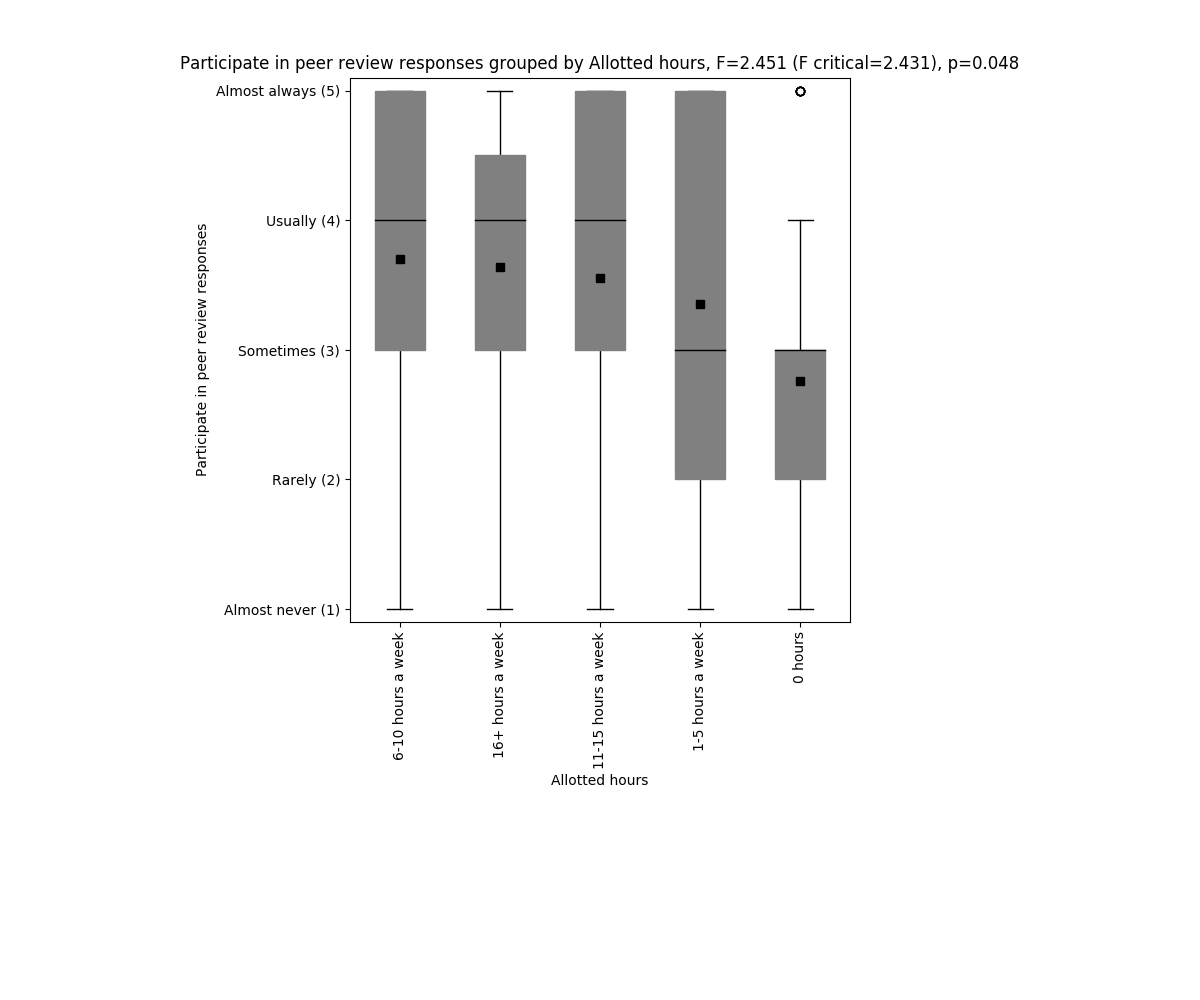 Participate in peer review responses grouped by Allotted hours, F=2.451 (F critical=2.431), p=0.048
Almost always (5)
Usually (4)
Sometimes (3)
Rarely (2)
Almost never (1)
Participate in peer review responses
6-10 hours a week
16+ hours a week
11-15 hours a week
1-5 hours a week
0 hours
Allotted hours